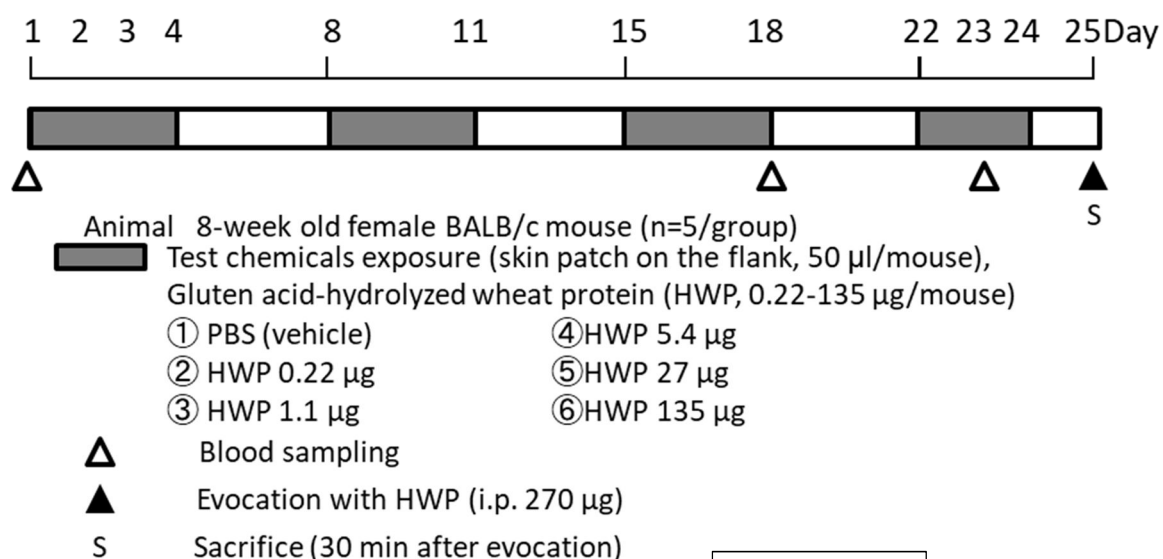 1 2 3 4 8 11 15 18 22 23 24 25Day
S
Animal 8-week old female BALB/c mouse (n=5/group)
Test chemicals exposure (skin patch on the flank, 50 µl/mouse),
Gluten acid-hydrolyzed wheat protein (HWP, 0.22-135 µg/mouse)
① PBS (vehicle) ④HWP 5.4 µg
② HWP 0.22 µg ⑤HWP 27 µg
③ HWP 1.1 µg ⑥HWP 135 µg
Blood sampling
Evocation with HWP (i.p. 270 µg)
S Sacrifice (30 min after evocation)